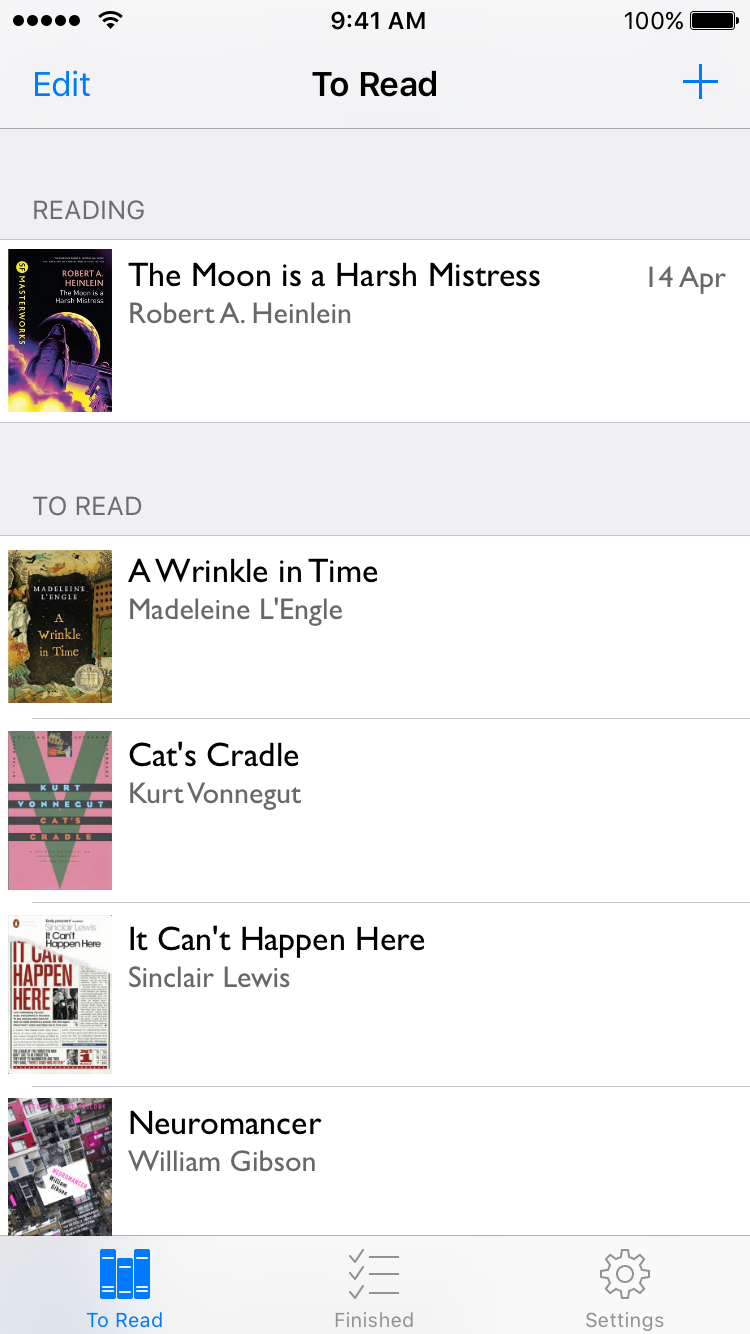 9:41 AM
100%
Edit
To Read
READING
SF MASTERWORKS
ROBERT A.
HEINLEIN
The Moon is a
Harsh Mistress
The Moon is a Harsh Mistress
14 Apr
Robert A. Heinlein
TO READ
MADELEINE
L'ENGLE
A
Wrinkle
in Time
A Wrinkle in Time
Madeleine L'Engle
KURT
VONNEGUT
CAT'S
CRADLE
Cat's Cradle
Kurt Vonnegut
Sinclair Lewis
It Can't
Happen Here
IT CAN'T
HAPPEN
HERE
It Can't Happen Here
Sinclair Lewis
NEUROMANCER
William
Gibson
Neuromancer
William Gibson
To Read
Finished
Settings